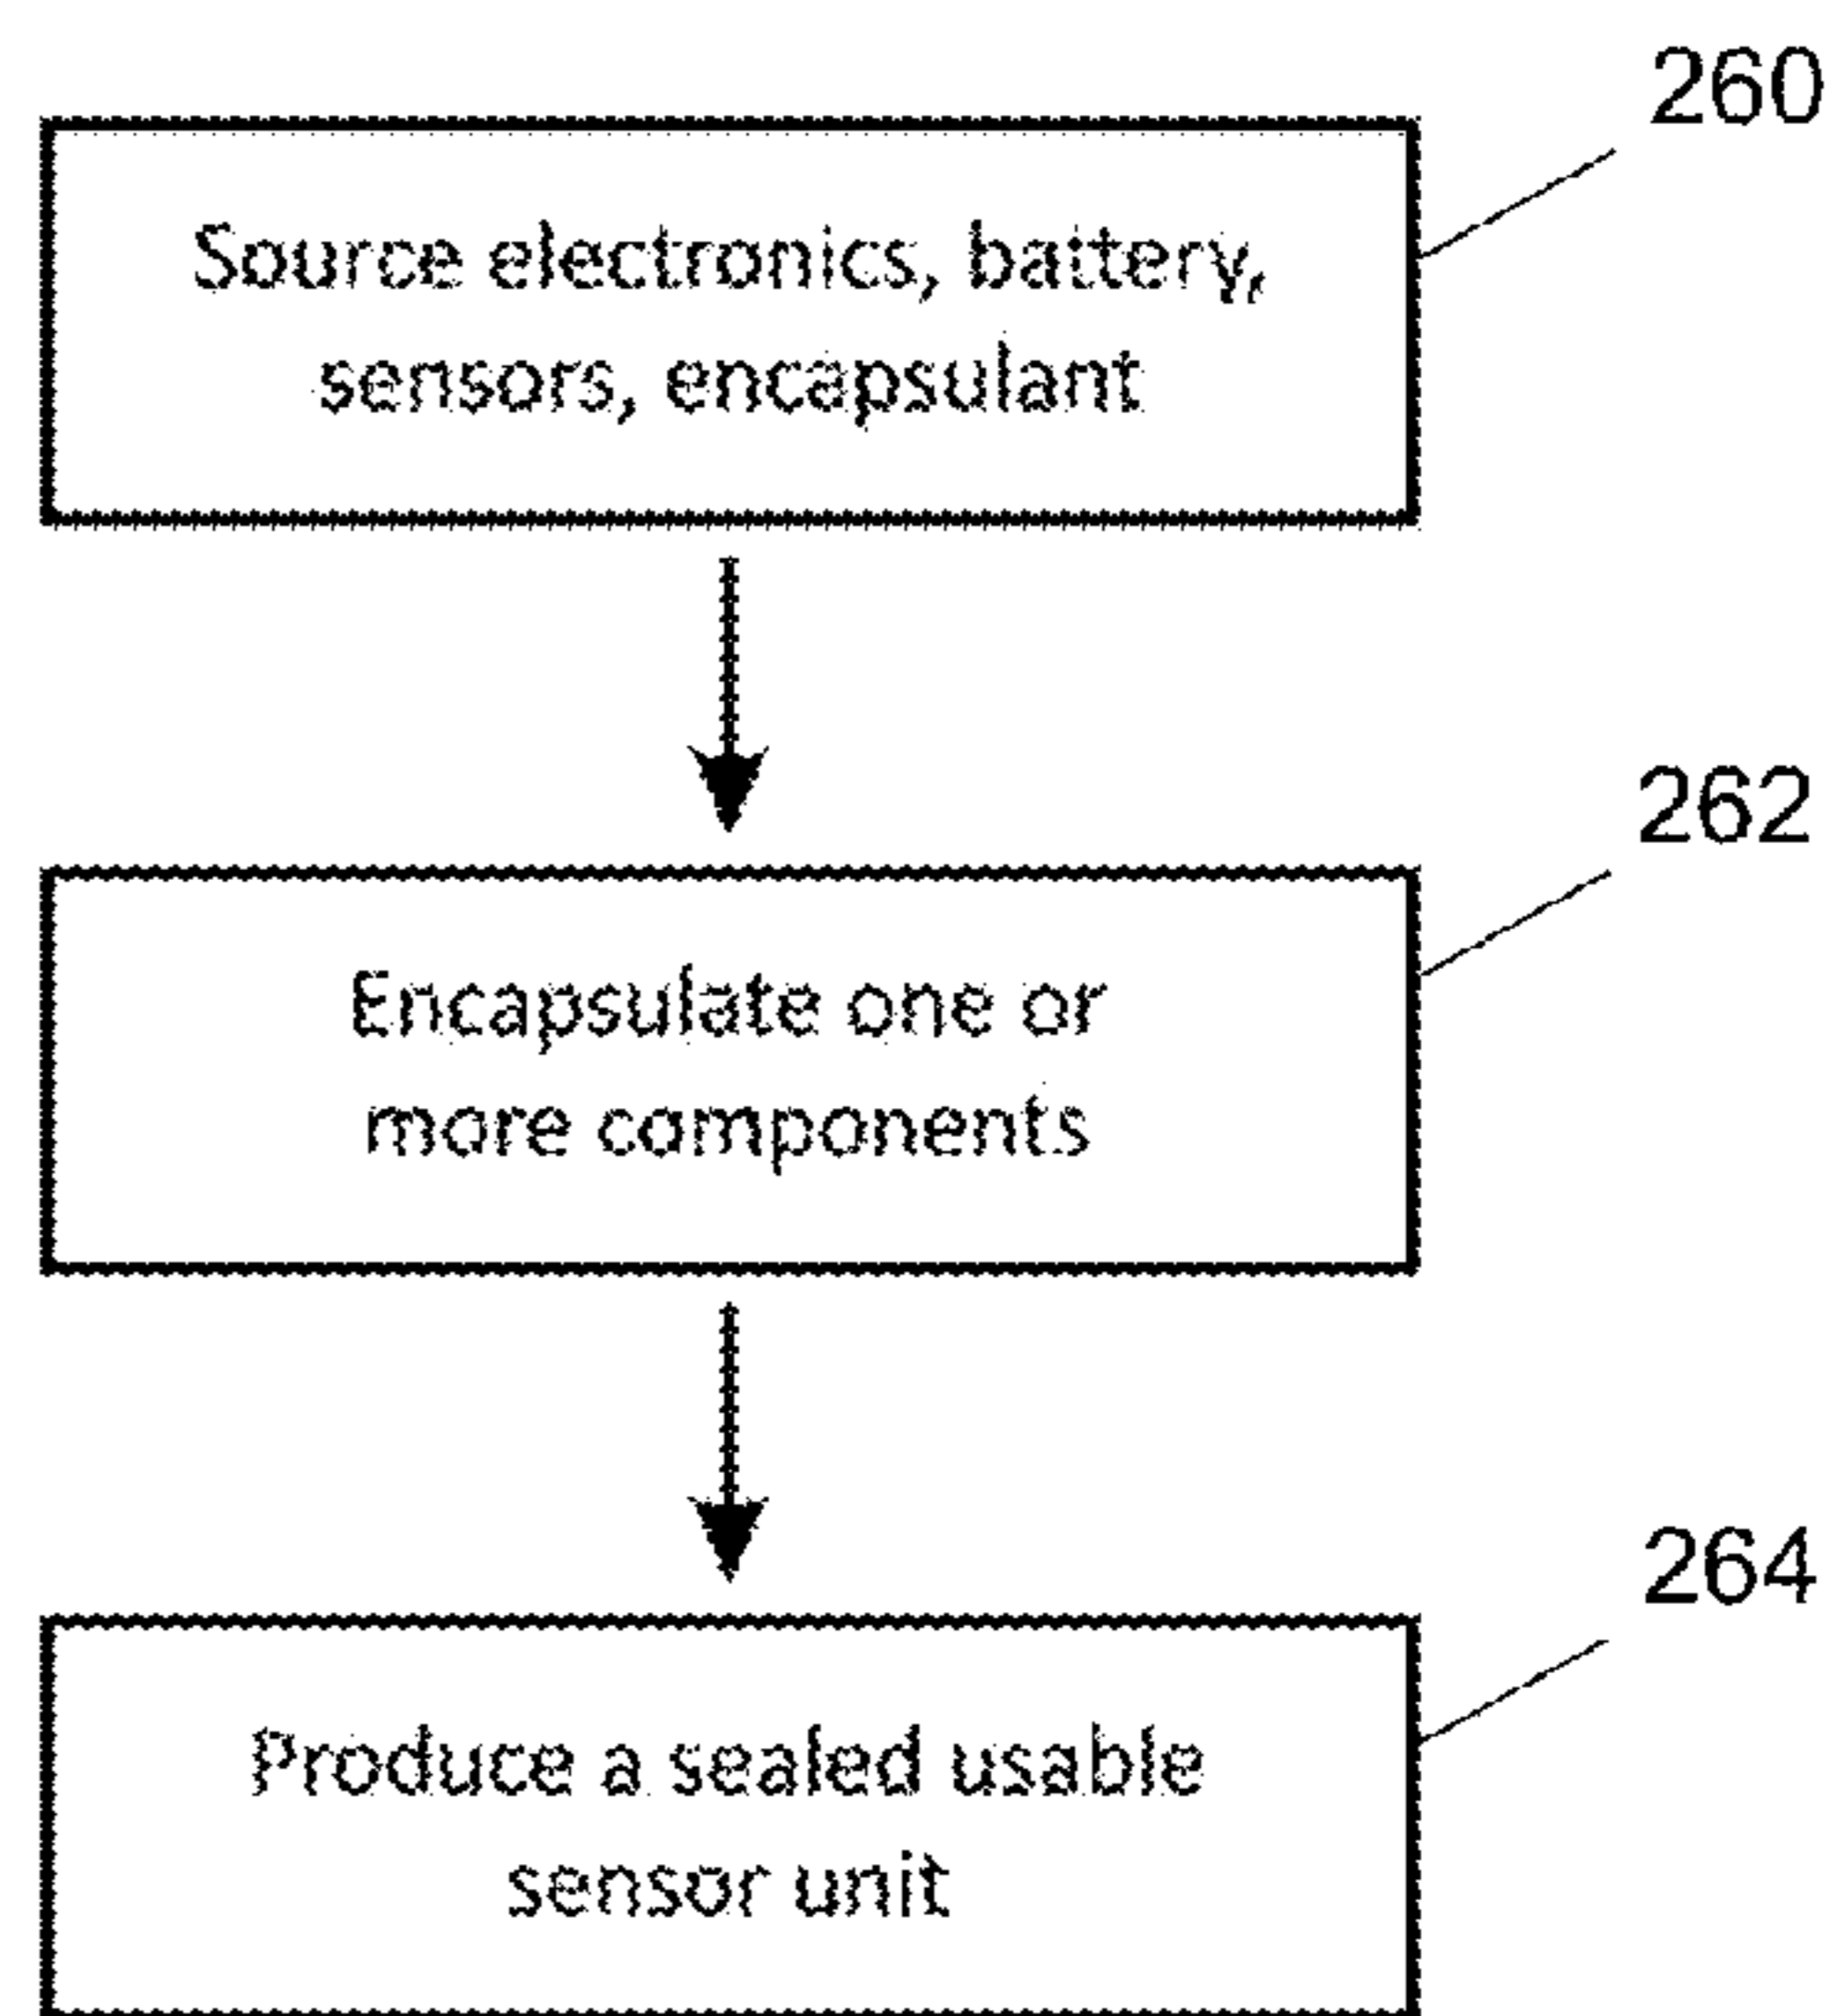 260
Source electronics, battery,
sensors, encapsulant
262
Encapsulate one or
more components
264
Produce a sealed usable
sensor unit